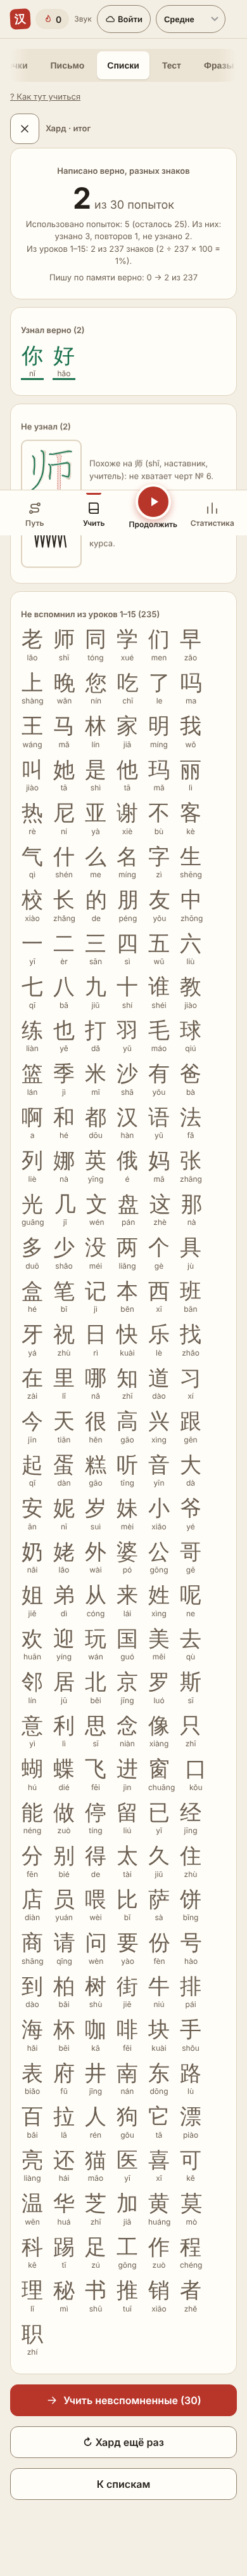 汉 0 Звук Войти Средне
чки Письмо Списки Тест Фразы
? Как тут учиться
Хард · итог
Написано верно, разных знаков
2 из 30 попыток
Использовано попыток: 5 (осталось 25). Из них:
узнано 3, повторов 1, не узнано 2.
Из уроков 1–15: 2 из 237 знаков (2 ÷ 237 × 100 =
1%).
Пишу по памяти верно: 0 → 2 из 237
Узнал верно (2)
你 好
nǐ hǎo
Не узнал (2)
Похоже на 师 (shī, наставник,
учитель): не хватает черт № 6.
Путь Учить Продолжить Статистика
курса.
Не вспомнил из уроков 1–15 (235)
老 师 同 学 们 早
lǎo shī tóng xué men zǎo
上 晚 您 吃 了 吗
shàng wǎn nín chī le ma
王 马 林 家 明 我
wáng mǎ lín jiā míng wǒ
叫 她 是 他 玛 丽
jiào tā shì tā mǎ lì
热 尼 亚 谢 不 客
rè ní yà xiè bù kè
气 什 么 名 字 生
qì shén me míng zì shēng
校 长 的 朋 友 中
xiào zhǎng de péng yǒu zhōng
一 二 三 四 五 六
yī èr sān sì wǔ liù
七 八 九 十 谁 教
qī bā jiǔ shí shéi jiào
练 也 打 羽 毛 球
liàn yě dǎ yǔ máo qiú
篮 季 米 沙 有 爸
lán jì mǐ shā yǒu bà
啊 和 都 汉 语 法
a hé dōu hàn yǔ fǎ
列 娜 英 俄 妈 张
liè nà yīng é mā zhāng
光 几 文 盘 这 那
guāng jǐ wén pán zhè nà
多 少 没 两 个 具
duō shǎo méi liǎng gè jù
盒 笔 记 本 西 班
hé bǐ jì běn xī bān
牙 祝 日 快 乐 找
yá zhù rì kuài lè zhǎo
在 里 哪 知 道 习
zài lǐ nǎ zhī dào xí
今 天 很 高 兴 跟
jīn tiān hěn gāo xìng gēn
起 蛋 糕 听 音 大
qǐ dàn gāo tīng yīn dà
安 妮 岁 妹 小 爷
ān nī suì mèi xiǎo yé
奶 姥 外 婆 公 哥
nǎi lǎo wài pó gōng gē
姐 弟 从 来 姓 呢
jiě dì cóng lái xìng ne
欢 迎 玩 国 美 去
huān yíng wán guó měi qù
邻 居 北 京 罗 斯
lín jū běi jīng luó sī
意 利 思 念 像 只
yì lì sī niàn xiàng zhī
蝴 蝶 飞 进 窗 口
hú dié fēi jìn chuāng kǒu
能 做 停 留 已 经
néng zuò tíng liú yǐ jīng
分 别 得 太 久 住
fēn bié de tài jiǔ zhù
店 员 喂 比 萨 饼
diàn yuán wèi bǐ sà bǐng
商 请 问 要 份 号
shāng qǐng wèn yào fèn hào
到 柏 树 街 牛 排
dào bǎi shù jiē niú pái
海 杯 咖 啡 块 手
hǎi bēi kā fēi kuài shǒu
表 府 井 南 东 路
biǎo fǔ jǐng nán dōng lù
百 拉 人 狗 它 漂
bǎi lā rén gǒu tā piào
亮 还 猫 医 喜 可
liàng hái māo yī xǐ kě
温 华 芝 加 黄 莫
wēn huá zhī jiā huáng mò
科 踢 足 工 作 程
kē tī zú gōng zuò chéng
理 秘 书 推 销 者
lǐ mì shū tuī xiāo zhě
职
zhí
→ Учить невспомненные (30)
↻ Хард ещё раз
К спискам